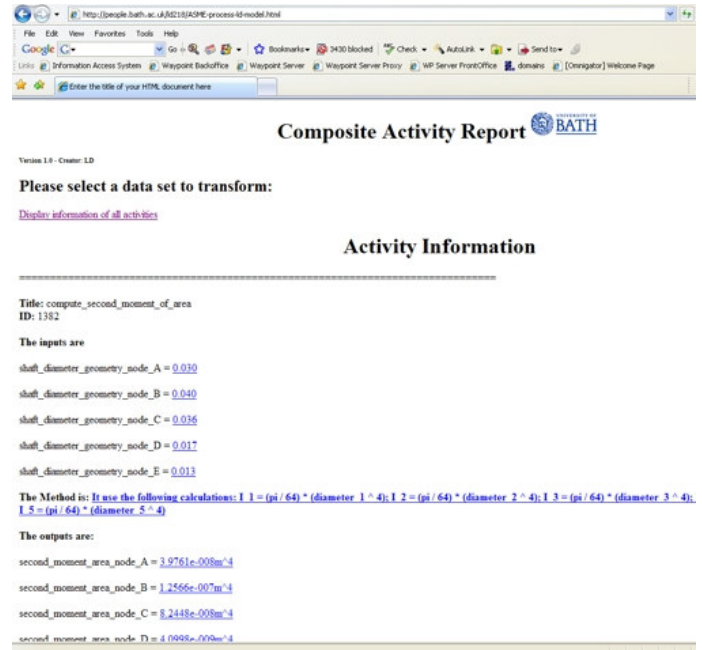 http://people.bath.ac.uk/ld218/ASME-process-ld-model.html
File Edit View Favorites Tools Help
Google G Go Bookmarks 3430 blocked Check AutoLink Send to
Links Information Access System Waypoint Backoffice Waypoint Server Waypoint Server Proxy WP Server FrontOffice domains [Omnigator] Welcome Page
Enter the title of your HTML document here
Composite Activity Report UNIVERSITY OF BATH
Version 1.0 - Creator: LD
Please select a data set to transform:
Display information of all activities
Activity Information
Title: compute_second_moment_of_area
ID: 1382
The inputs are
shaft_diameter_geometry_node_A = 0.030
shaft_diameter_geometry_node_B = 0.040
shaft_diameter_geometry_node_C = 0.036
shaft_diameter_geometry_node_D = 0.017
shaft_diameter_geometry_node_E = 0.013
The Method is: It use the following calculations: I_1 = (pi / 64) * (diameter_1 ^ 4); I_2 = (pi / 64) * (diameter_2 ^ 4); I_3 = (pi / 64) * (diameter_3 ^ 4);
I_5 = (pi / 64) * (diameter_5 ^ 4)
The outputs are:
second_moment_area_node_A = 3.9761e-008m^4
second_moment_area_node_B = 1.2566e-007m^4
second_moment_area_node_C = 8.2448e-008m^4
second_moment_area_node_D = 4.0998e-009m^4